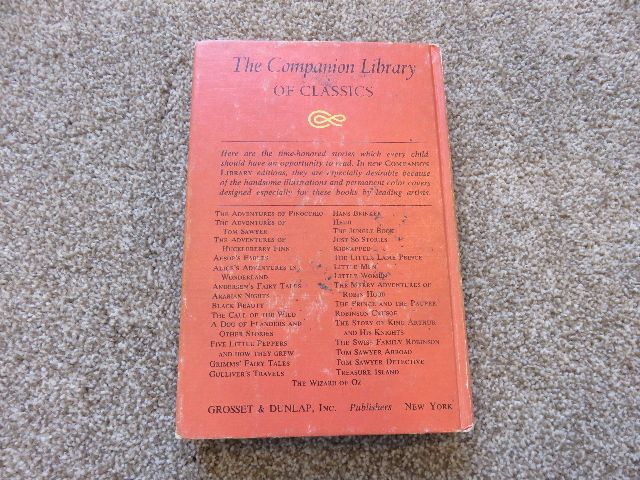 The Companion Library
OF CLASSICS
Here are the time-honored stories which every child
should have an opportunity to read. In new COMPANION
LIBRARY editions, they are especially desirable because
of the handsome illustrations and permanent color covers
designed especially for these books by leading artists.
THE ADVENTURES OF PINOCCHIO
THE ADVENTURES OF
TOM SAWYER
THE ADVENTURES OF
HUCKLEBERRY FINN
AESOP'S FABLES
ALICE'S ADVENTURES IN
WONDERLAND
ANDERSEN'S FAIRY TALES
ARABIAN NIGHTS
BLACK BEAUTY
THE CALL OF THE WILD
A DOG OF FLANDERS AND
OTHER STORIES
FIVE LITTLE PEPPERS
AND HOW THEY GREW
GRIMMS' FAIRY TALES
GULLIVER'S TRAVELS
HANS BRINKER
HEIDI
THE JUNGLE BOOK
JUST SO STORIES
KIDNAPPED
THE LITTLE LAME PRINCE
LITTLE MEN
LITTLE WOMEN
THE MERRY ADVENTURES OF
ROBIN HOOD
THE PRINCE AND THE PAUPER
ROBINSON CRUSOE
THE STORY OF KING ARTHUR
AND HIS KNIGHTS
THE SWISS FAMILY ROBINSON
TOM SAWYER ABROAD
TOM SAWYER DETECTIVE
TREASURE ISLAND
THE WIZARD OF OZ
GROSSET & DUNLAP, INC. Publishers NEW YORK